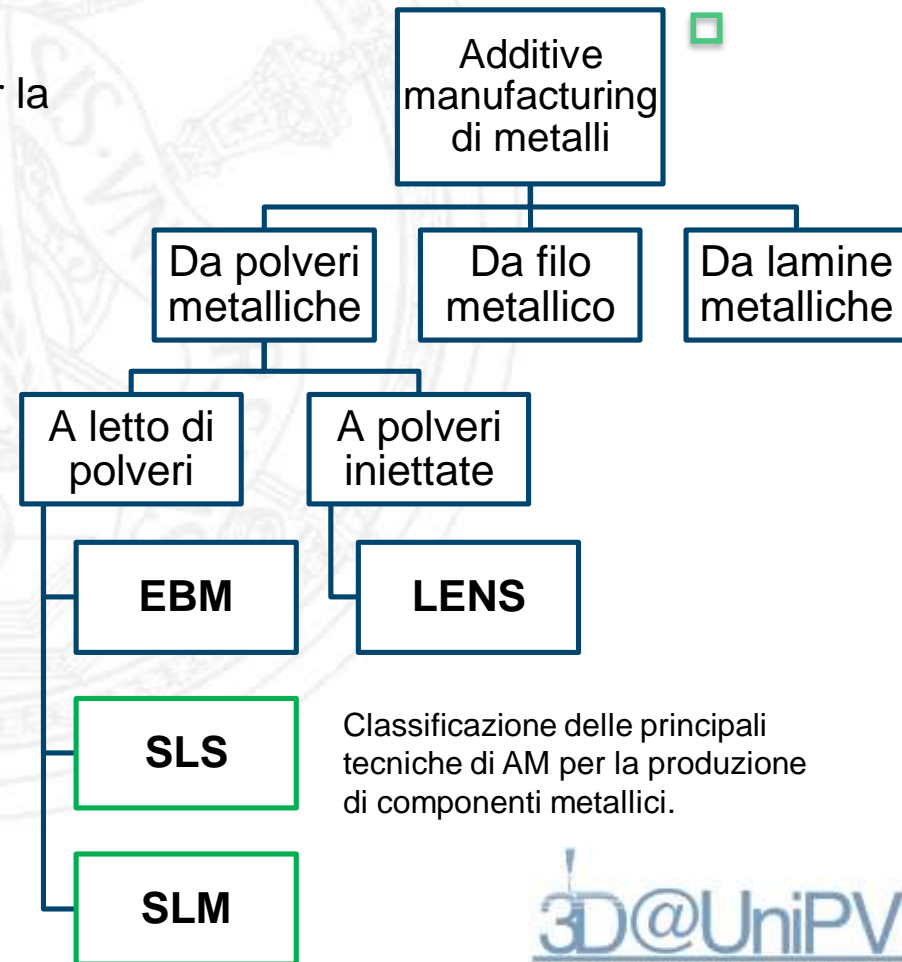 r la
Additive
manufacturing
di metalli
Da polveri
metalliche
Da filo
metallico
Da lamine
metalliche
A letto di
polveri
A polveri
iniettate
EBM
LENS
SLS
Classificazione delle principali
tecniche di AM per la produzione
di componenti metallici.
SLM
3D@UniPV